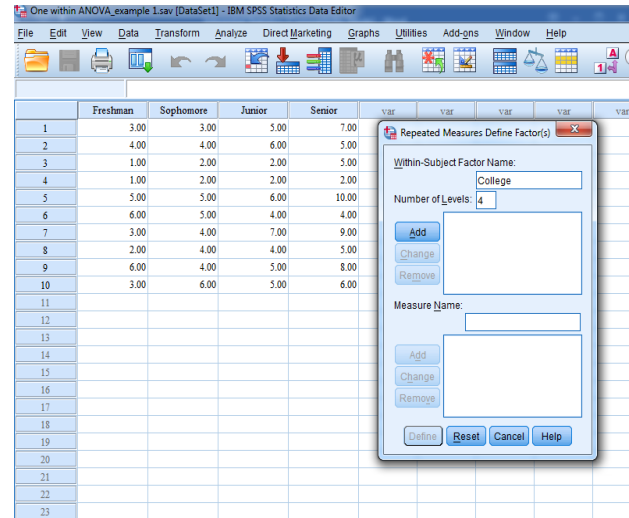 One within ANOVA_example 1.sav [DataSet1] - IBM SPSS Statistics Data Editor
File Edit View Data Transform Analyze Direct Marketing Graphs Utilities Add-ons Window Help
A
1
Freshman Sophomore Junior Senior var var var var var
1 3.00 3.00 5.00 7.00
2 4.00 4.00 6.00 5.00
3 1.00 2.00 2.00 5.00
4 1.00 2.00 2.00 2.00
5 5.00 5.00 6.00 10.00
6 6.00 5.00 4.00 4.00
7 3.00 4.00 7.00 9.00
8 2.00 4.00 4.00 5.00
9 6.00 4.00 5.00 8.00
10 3.00 6.00 5.00 6.00
11
12
13
14
15
16
17
18
19
20
21
22
23
Repeated Measures Define Factor(s)
Within-Subject Factor Name:
College
Number of Levels: 4
Add
Change
Remove
Measure Name:
Add
Change
Remove
Define Reset Cancel Help